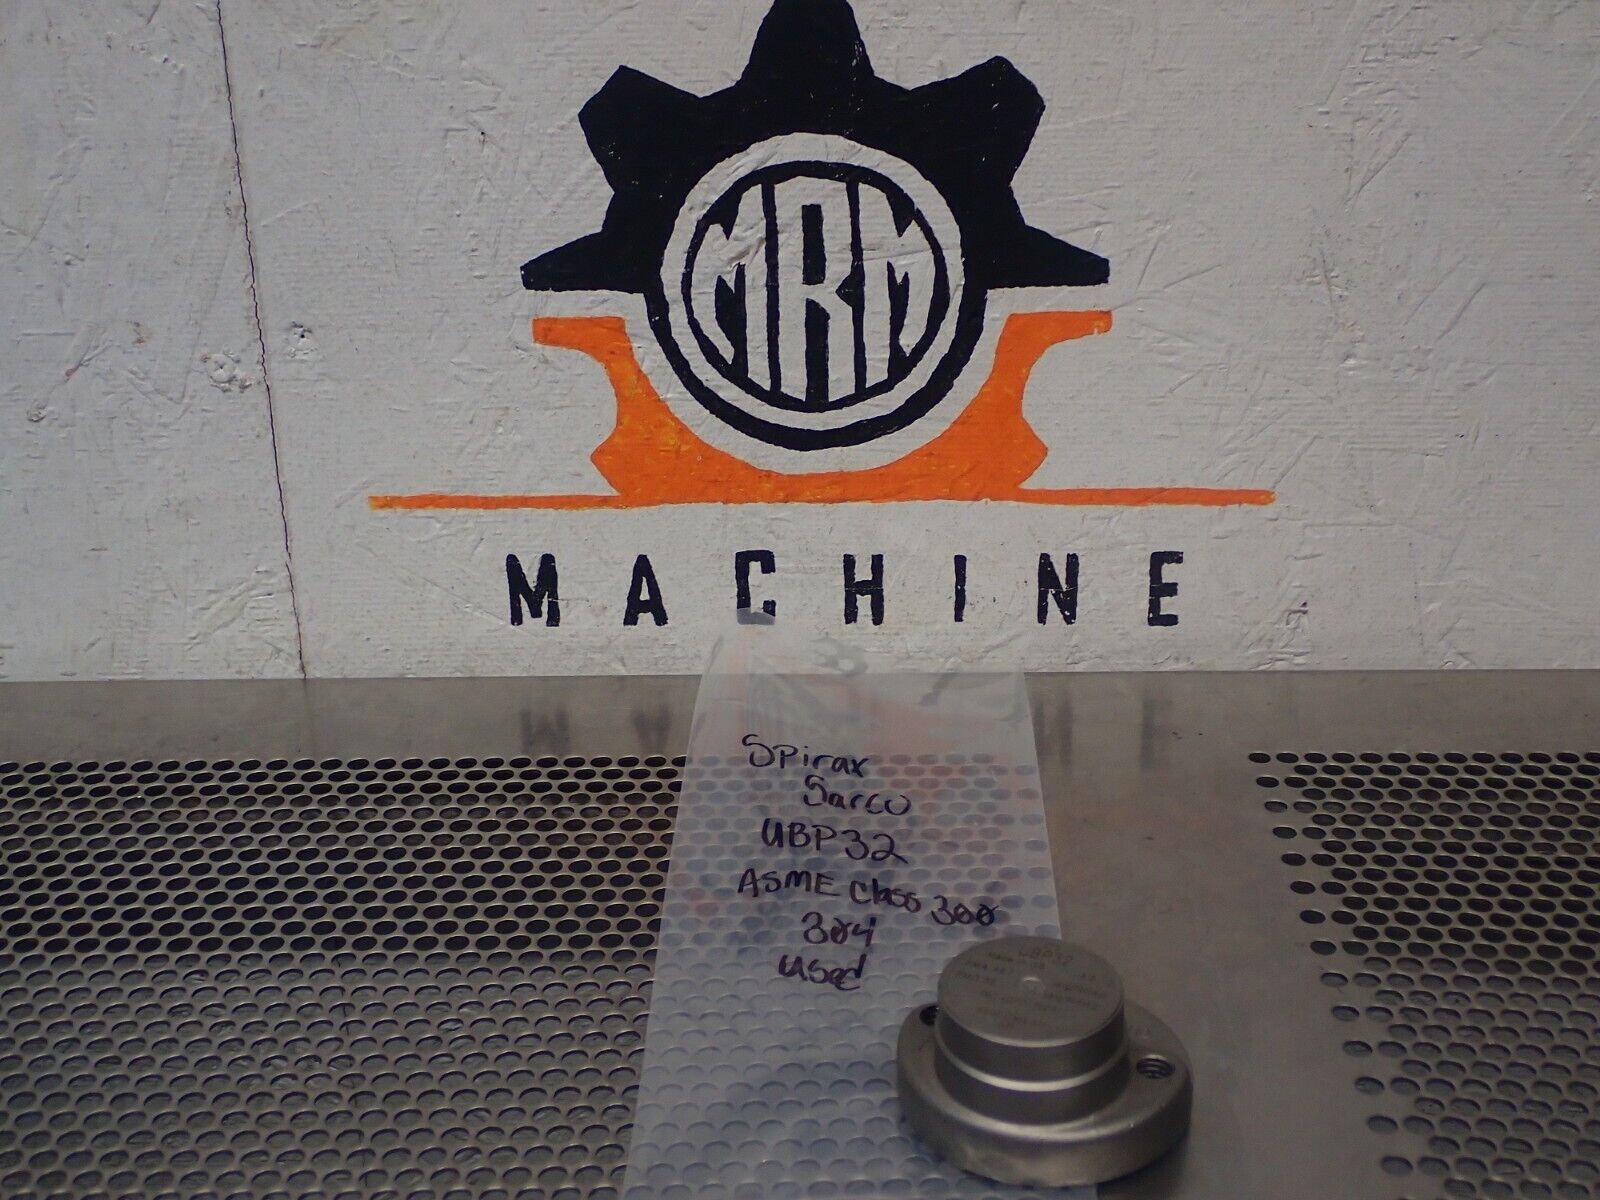 MRM
MACHINE
Spirax
Sarco
UBP32
ASME Class 300
304
Used
UBP32